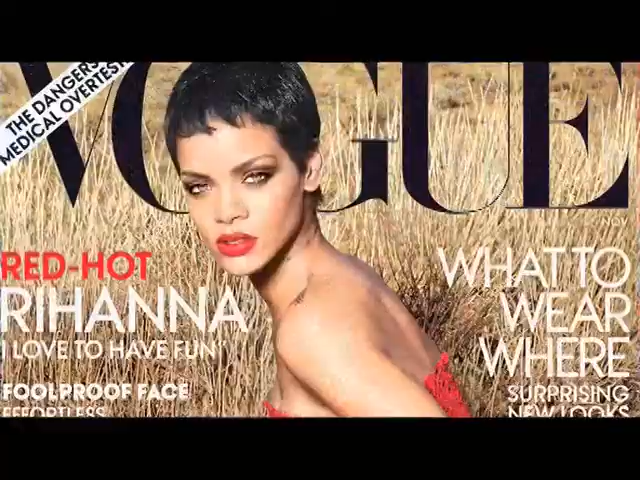 THE DANGERS
MEDICAL OVERTEST
VOGUE
RED-HOT
RIHANNA
I LOVE TO HAVE FUN"
FOOLPROOF FACE
EFFORTLESS
WHAT TO
WEAR
WHERE
SURPRISING
NEW LOOKS